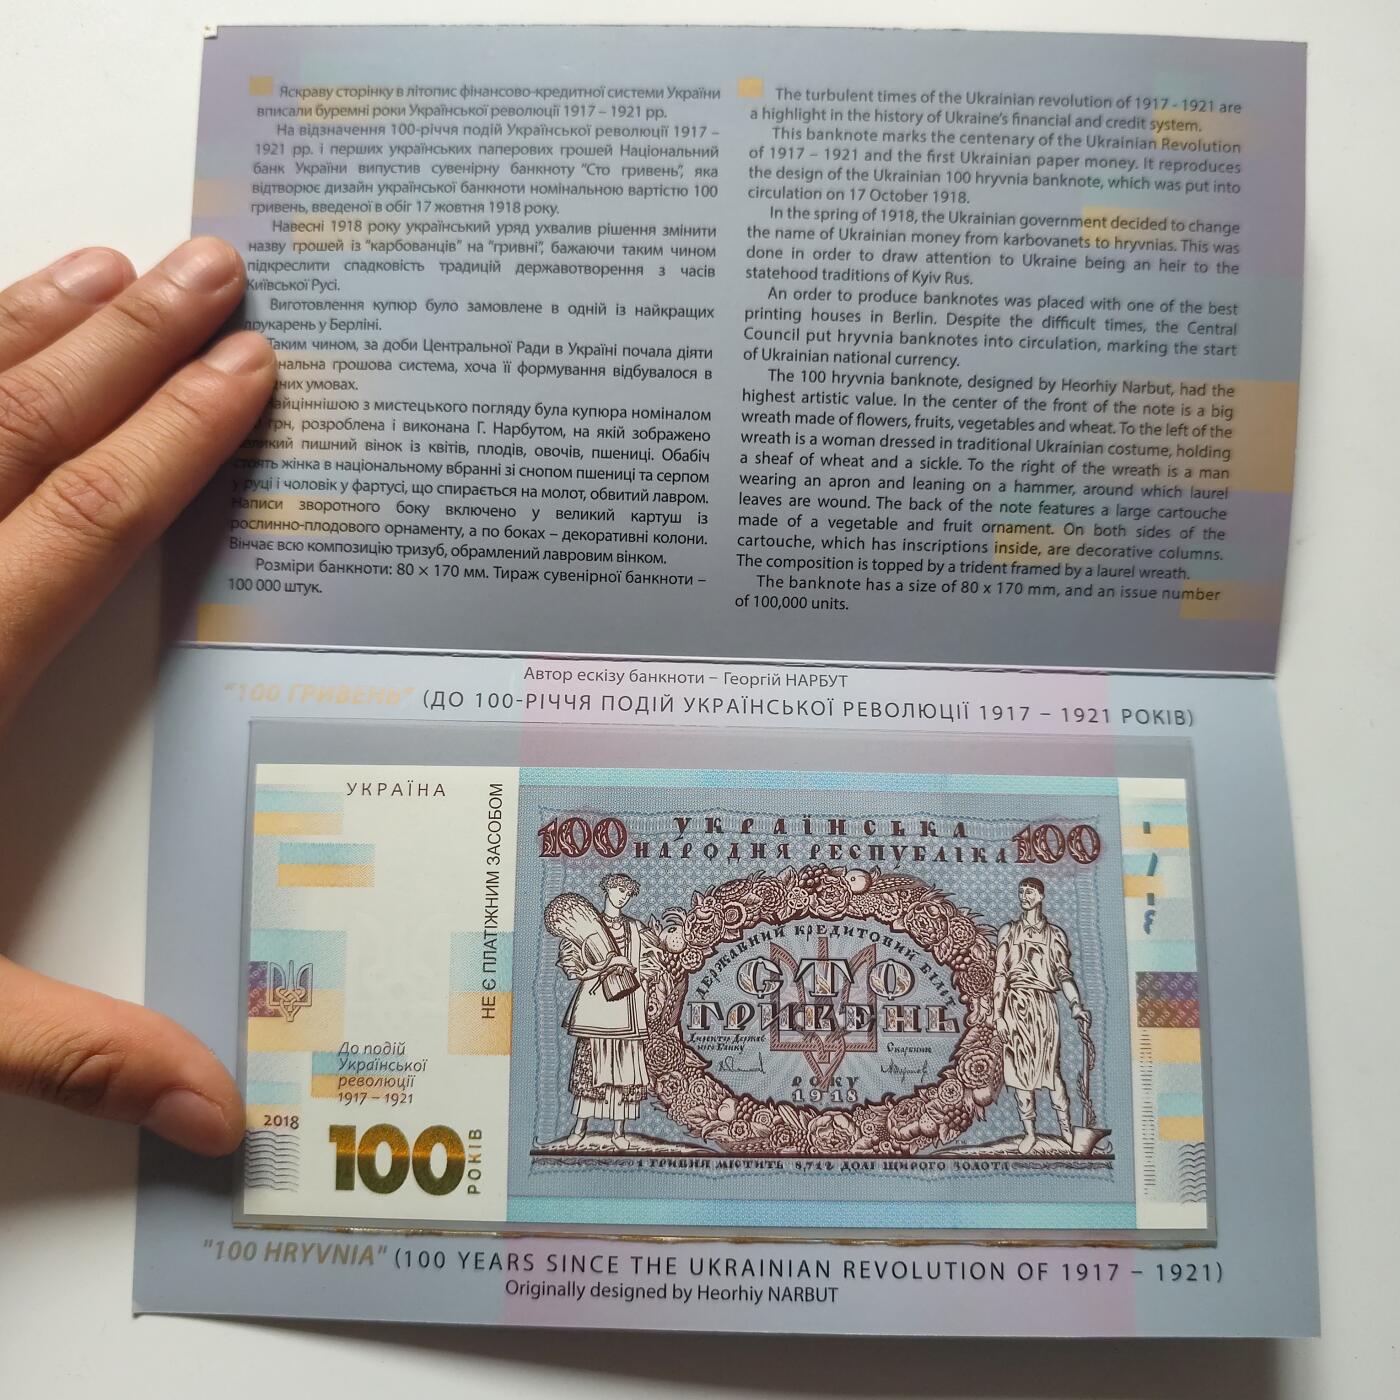 Яскраву сторінку в літопис фінансово-кредитної системи України
вписали буремні роки Української революції 1917 – 1921 рр.
На відзначення 100-річчя подій Української революції 1917 –
1921 рр. і перших українських паперових грошей Національний
банк України випустив сувенірну банкноту "Сто гривень", яка
відтворює дизайн української банкноти номінальною вартістю 100
гривень, введеної в обіг 17 жовтня 1918 року.
Навесні 1918 року український уряд ухвалив рішення змінити
назву грошей із "карбованців" на "гривні", бажаючи таким чином
підкреслити спадковість традицій державотворення з часів
Київської Русі.
Виготовлення купюр було замовлене в одній із найкращих
друкарень у Берліні.
Таким чином, за доби Центральної Ради в Україні почала діяти
грошова система, хоча її формування відбувалося в
умовах.
з мистецького погляду була купюра номіналом
грн, розроблена і виконана Г. Нарбутом, на якій зображено
великий пишний вінок із квітів, плодів, овочів, пшениці. Обабіч
стоять жінка в національному вбранні зі снопом пшениці та серпом
у руці і чоловік у фартусі, що спирається на молот, обвитий лавром.
Написи зворотного боку включено у великий картуш із
рослинно-плодового орнаменту, а по боках – декоративні колони.
Вінчає всю композицію тризуб, обрамлений лавровим вінком.
Розміри банкноти: 80 × 170 мм. Тираж сувенірної банкноти –
100 000 штук.
The turbulent times of the Ukrainian revolution of 1917 - 1921 are
a highlight in the history of Ukraine's financial and credit system.
This banknote marks the centenary of the Ukrainian Revolution
of 1917 – 1921 and the first Ukrainian paper money. It reproduces
the design of the Ukrainian 100 hryvnia banknote, which was put into
circulation on 17 October 1918.
In the spring of 1918, the Ukrainian government decided to change
the name of Ukrainian money from karbovanets to hryvnias. This was
done in order to draw attention to Ukraine being an heir to the
statehood traditions of Kyiv Rus.
An order to produce banknotes was placed with one of the best
printing houses in Berlin. Despite the difficult times, the Central
Council put hryvnia banknotes into circulation, marking the start
of Ukrainian national currency.
The 100 hryvnia banknote, designed by Heorhiy Narbut, had the
highest artistic value. In the center of the front of the note is a big
wreath made of flowers, fruits, vegetables and wheat. To the left of the
wreath is a woman dressed in traditional Ukrainian costume, holding
a sheaf of wheat and a sickle. To the right of the wreath is a man
wearing an apron and leaning on a hammer, around which laurel
leaves are wound. The back of the note features a large cartouche
made of a vegetable and fruit ornament. On both sides of the
cartouche, which has inscriptions inside, are decorative columns.
The composition is topped by a trident framed by a laurel wreath.
The banknote has a size of 80 x 170 mm, and an issue number
of 100,000 units.
Автор ескізу банкноти – Георгій НАРБУТ
"100 ГРИВЕНЬ" (ДО 100-РІЧЧЯ ПОДІЙ УКРАЇНСЬКОЇ РЕВОЛЮЦІЇ 1917 – 1921 РОКІВ)
УКРАЇНА
НЕ Є ПЛАТІЖНИМ ЗАСОБОМ
До подій
Української
революції
1917 – 1921
2018
100 РОКІВ
100 УКРАЇНСЬКА 100
НАРОДНЯ РЕСПУБЛІКА
ДЕРЖАВНИЙ КРЕДИТОВИЙ БІЛЕТ
СТО
ГРИВЕНЬ
Директор Держав
ного Банку
Скарбник
РОКУ
1918
1 ГРИВНЯ МІСТИТЬ 8,712 ДОЛІ ЩИРОГО ЗОЛОТА
"100 HRYVNIA" (100 YEARS SINCE THE UKRAINIAN REVOLUTION OF 1917 – 1921)
Originally designed by Heorhiy NARBUT